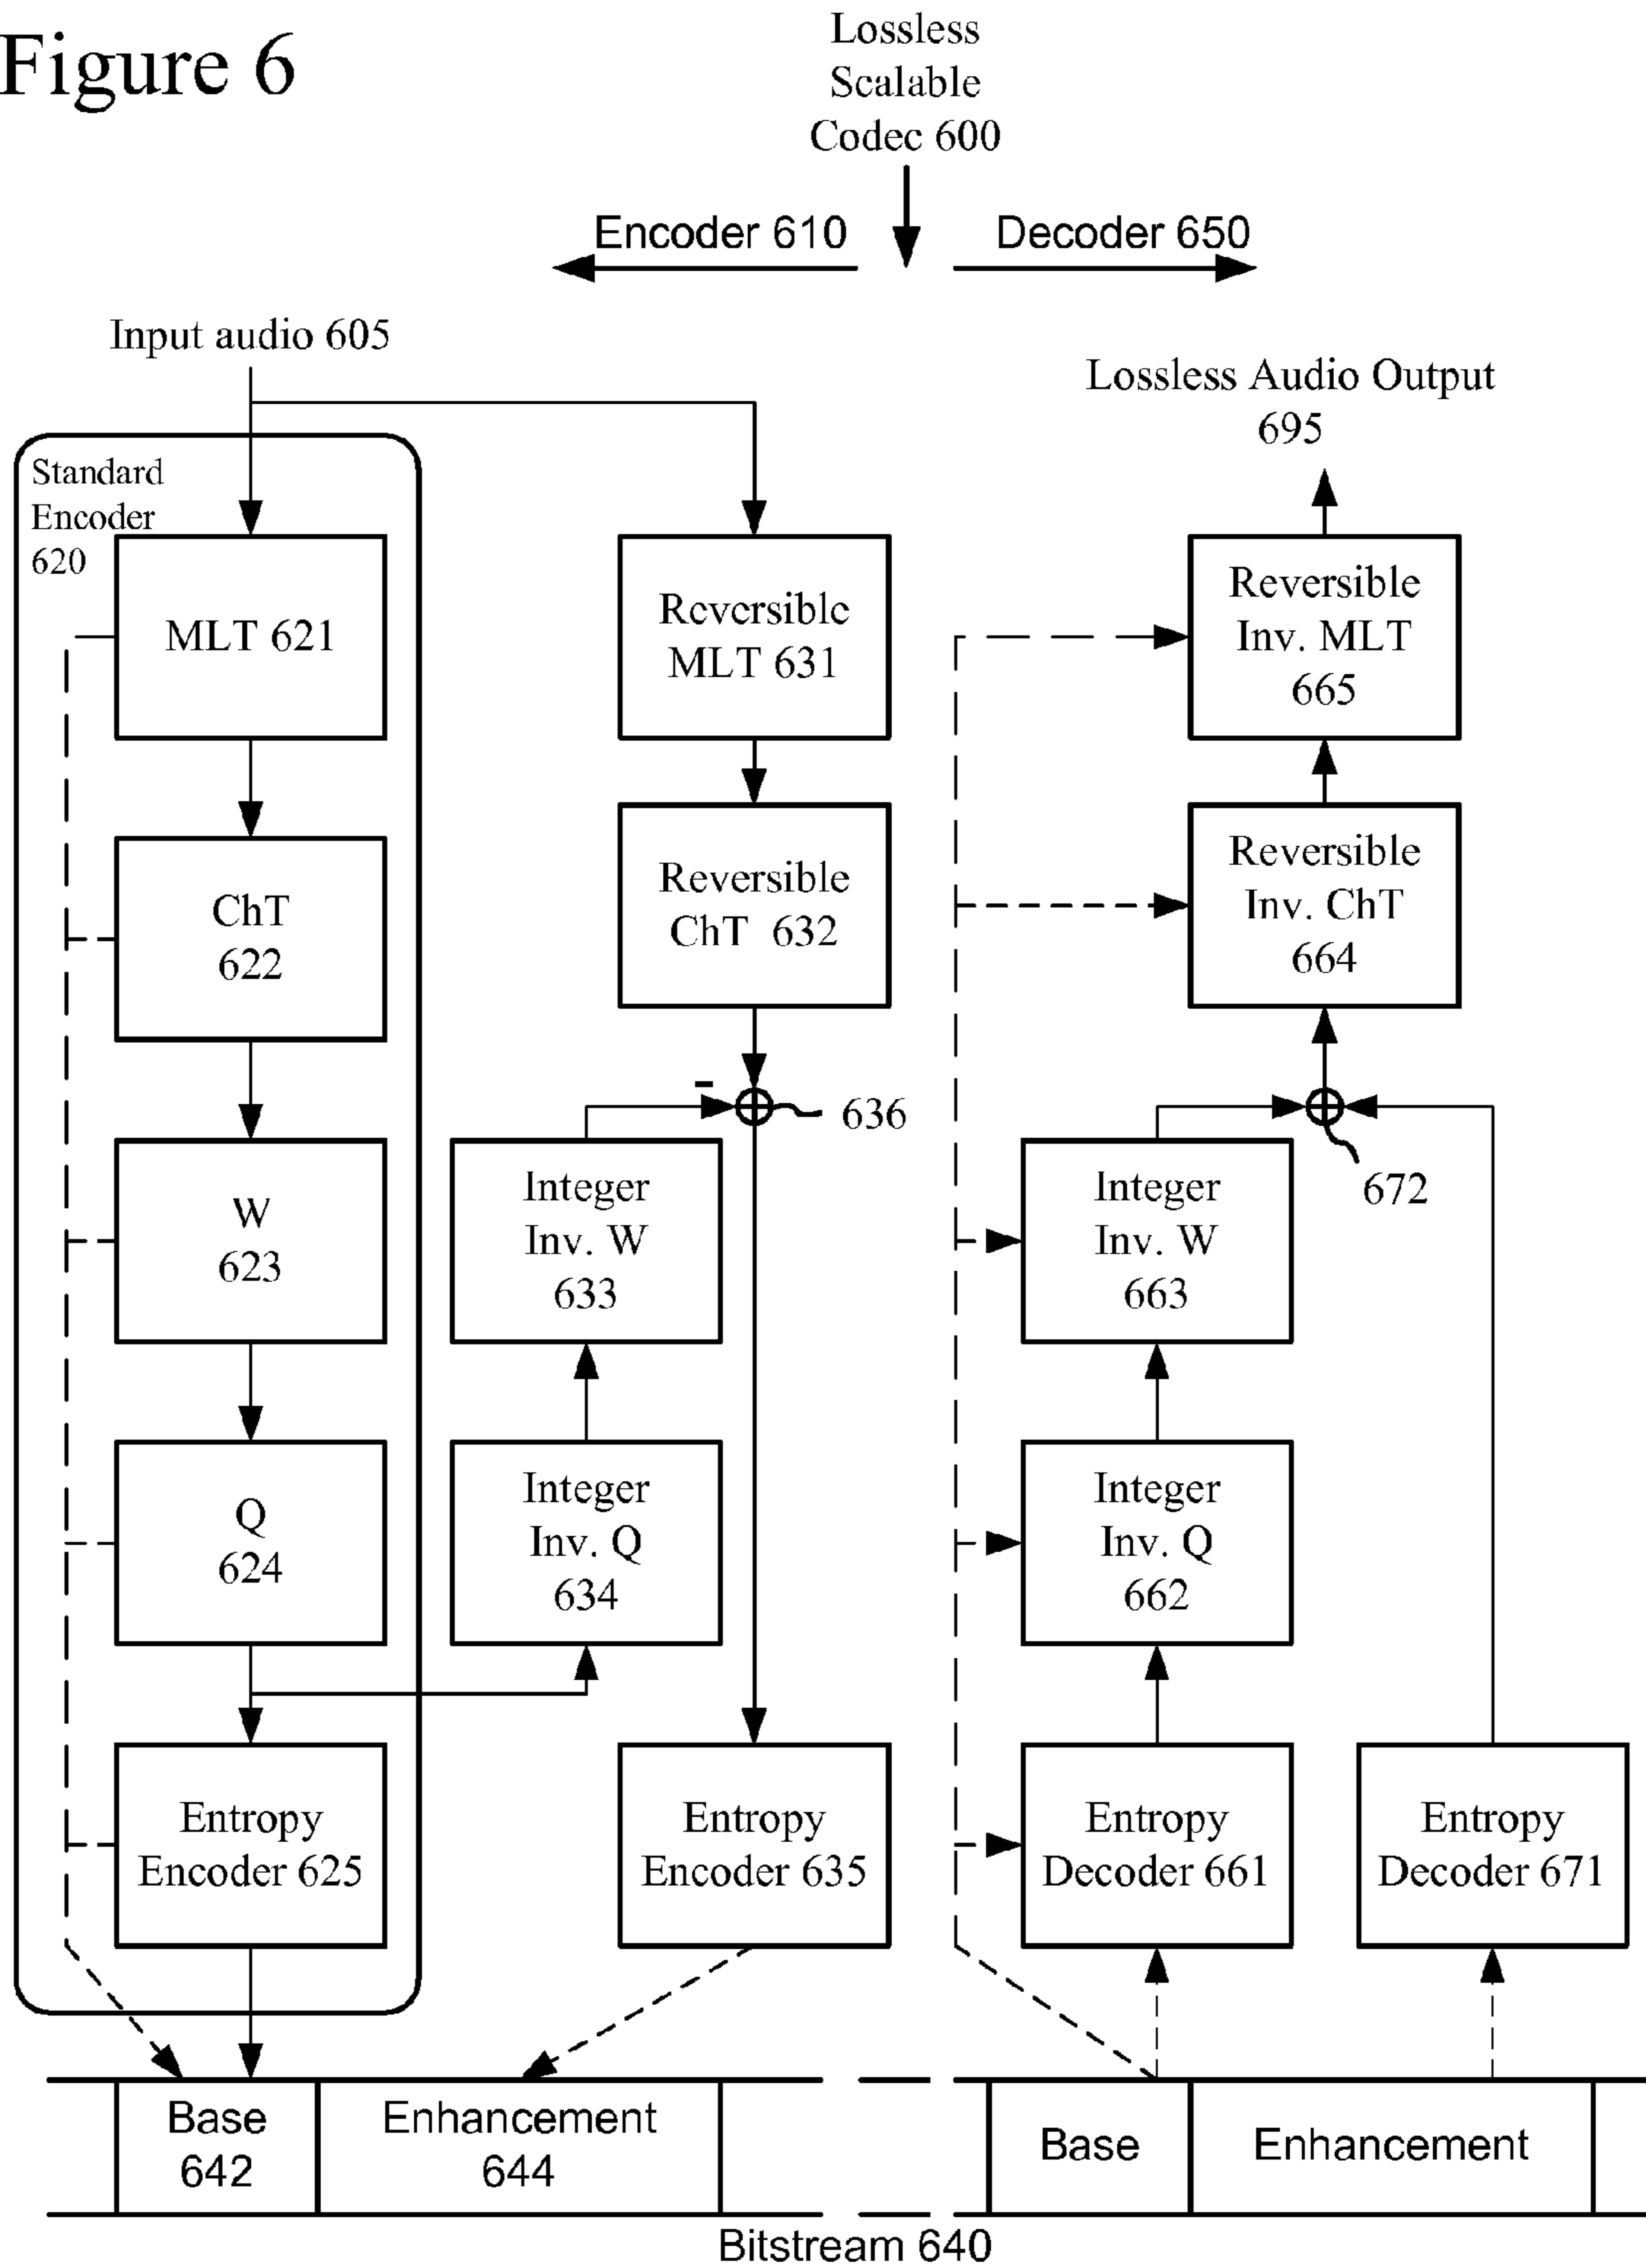 Figure 6
Lossless
Scalable
Codec 600
Encoder 610
Decoder 650
Input audio 605
Lossless Audio Output
695
Standard
Encoder
620
MLT 621
Reversible
MLT 631
Reversible
Inv. MLT
665
ChT
622
Reversible
ChT 632
Reversible
Inv. ChT
664
-
636
672
W
623
Integer
Inv. W
633
Integer
Inv. W
663
Q
624
Integer
Inv. Q
634
Integer
Inv. Q
662
Entropy
Encoder 625
Entropy
Encoder 635
Entropy
Decoder 661
Entropy
Decoder 671
Base
642
Enhancement
644
Base
Enhancement
Bitstream 640